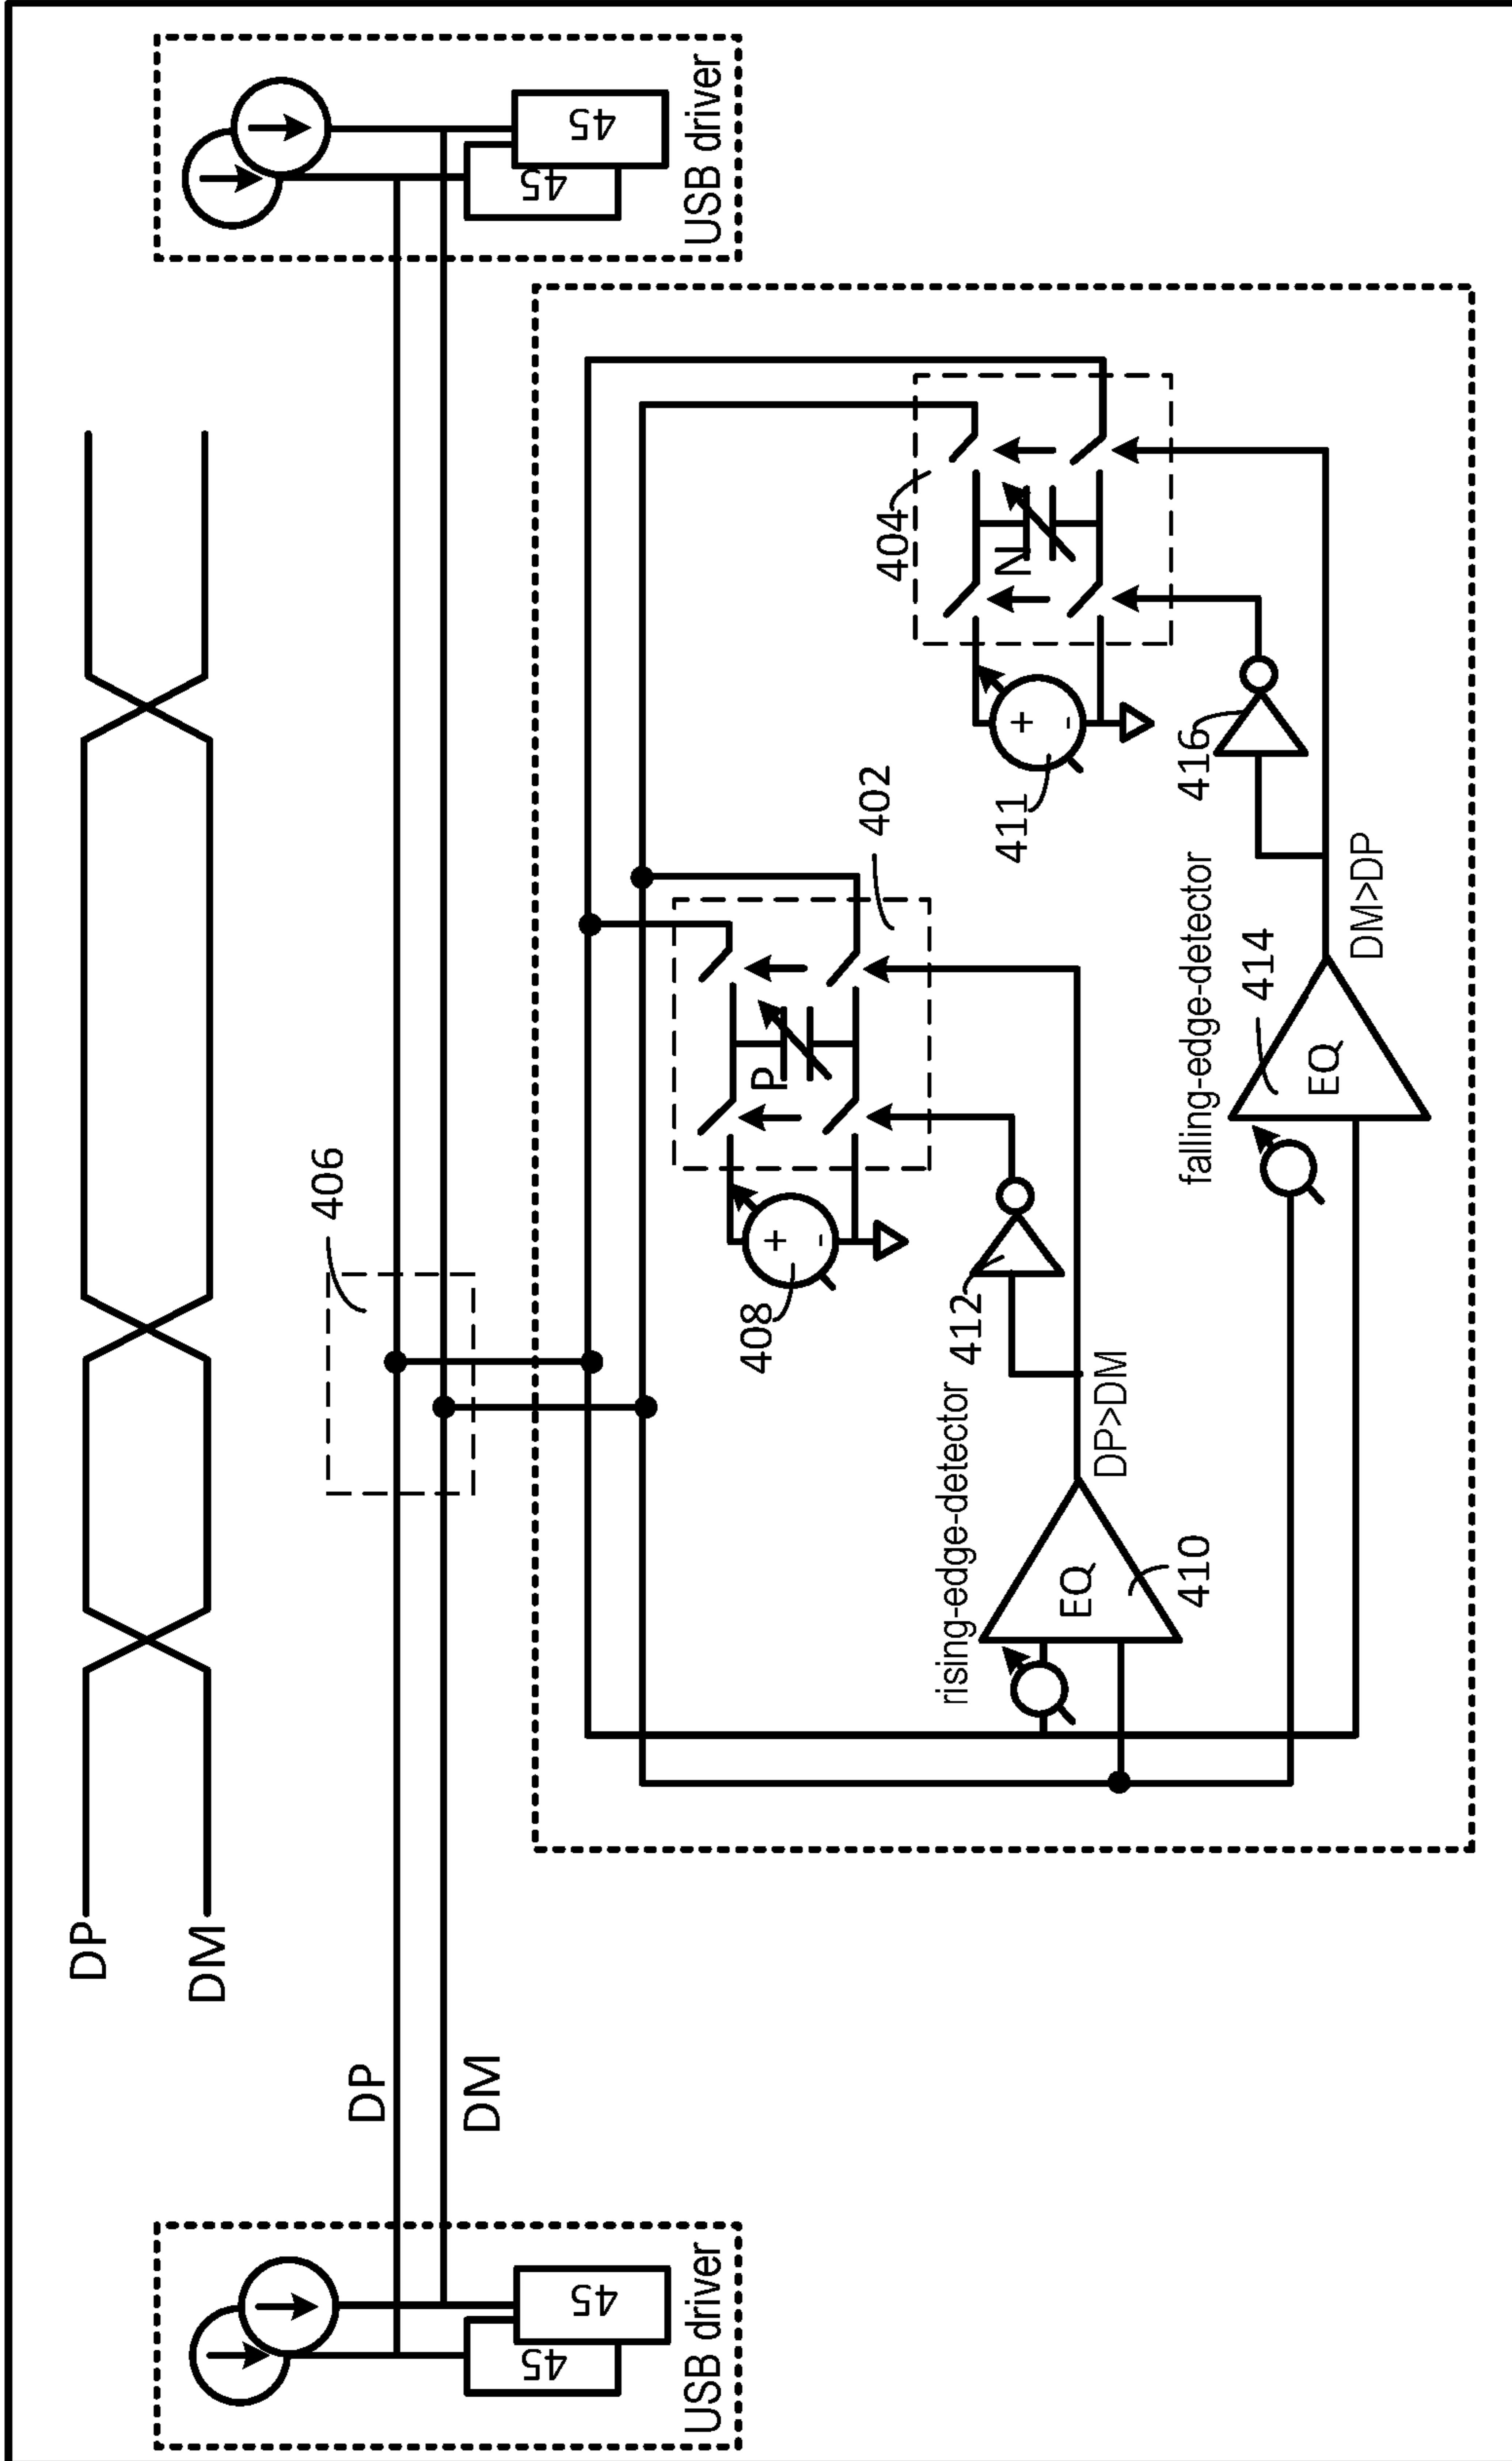 DP
DM
DP
DM
406
45
45
USB driver
45
45
USB driver
408
P
402
404
N
+
-
+
-
411
412
416
rising-edge-detector
EQ
410
DP>DM
falling-edge-detector
414
EQ
DM>DP